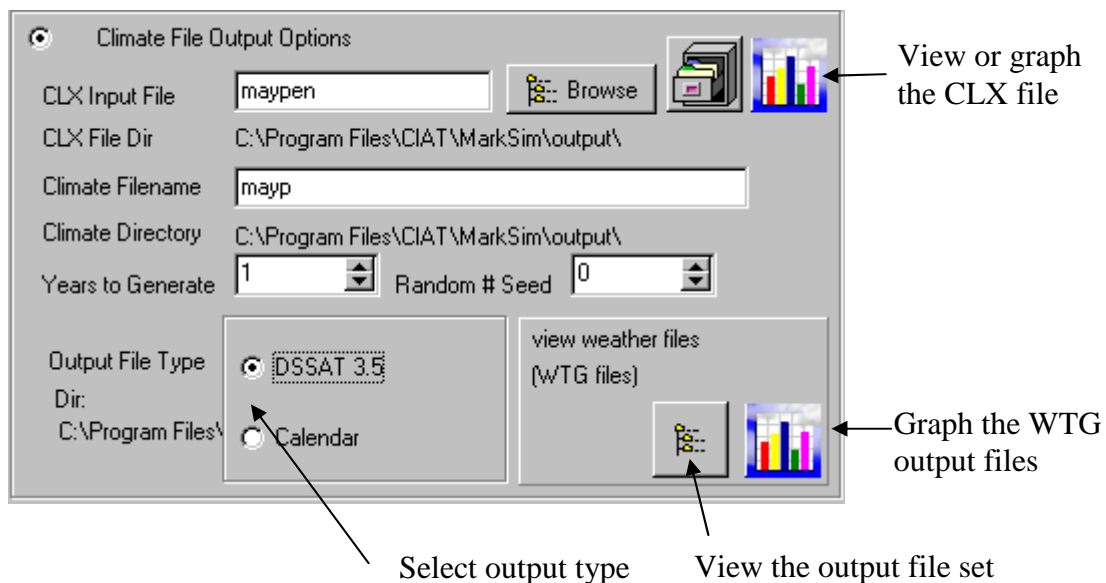 Climate File Output Options
View or graph
the CLX file
CLX Input File
maypen
Browse
CLX File Dir
C:\Program Files\CIAT\MarkSim\output\
Climate Filename
mayp
Climate Directory
C:\Program Files\CIAT\MarkSim\output\
Years to Generate
1
Random # Seed
0
Output File Type
Dir:
C:\Program Files\
DSSAT 3.5
Calendar
view weather files
(WTG files)
Graph the WTG
output files
Select output type
View the output file set